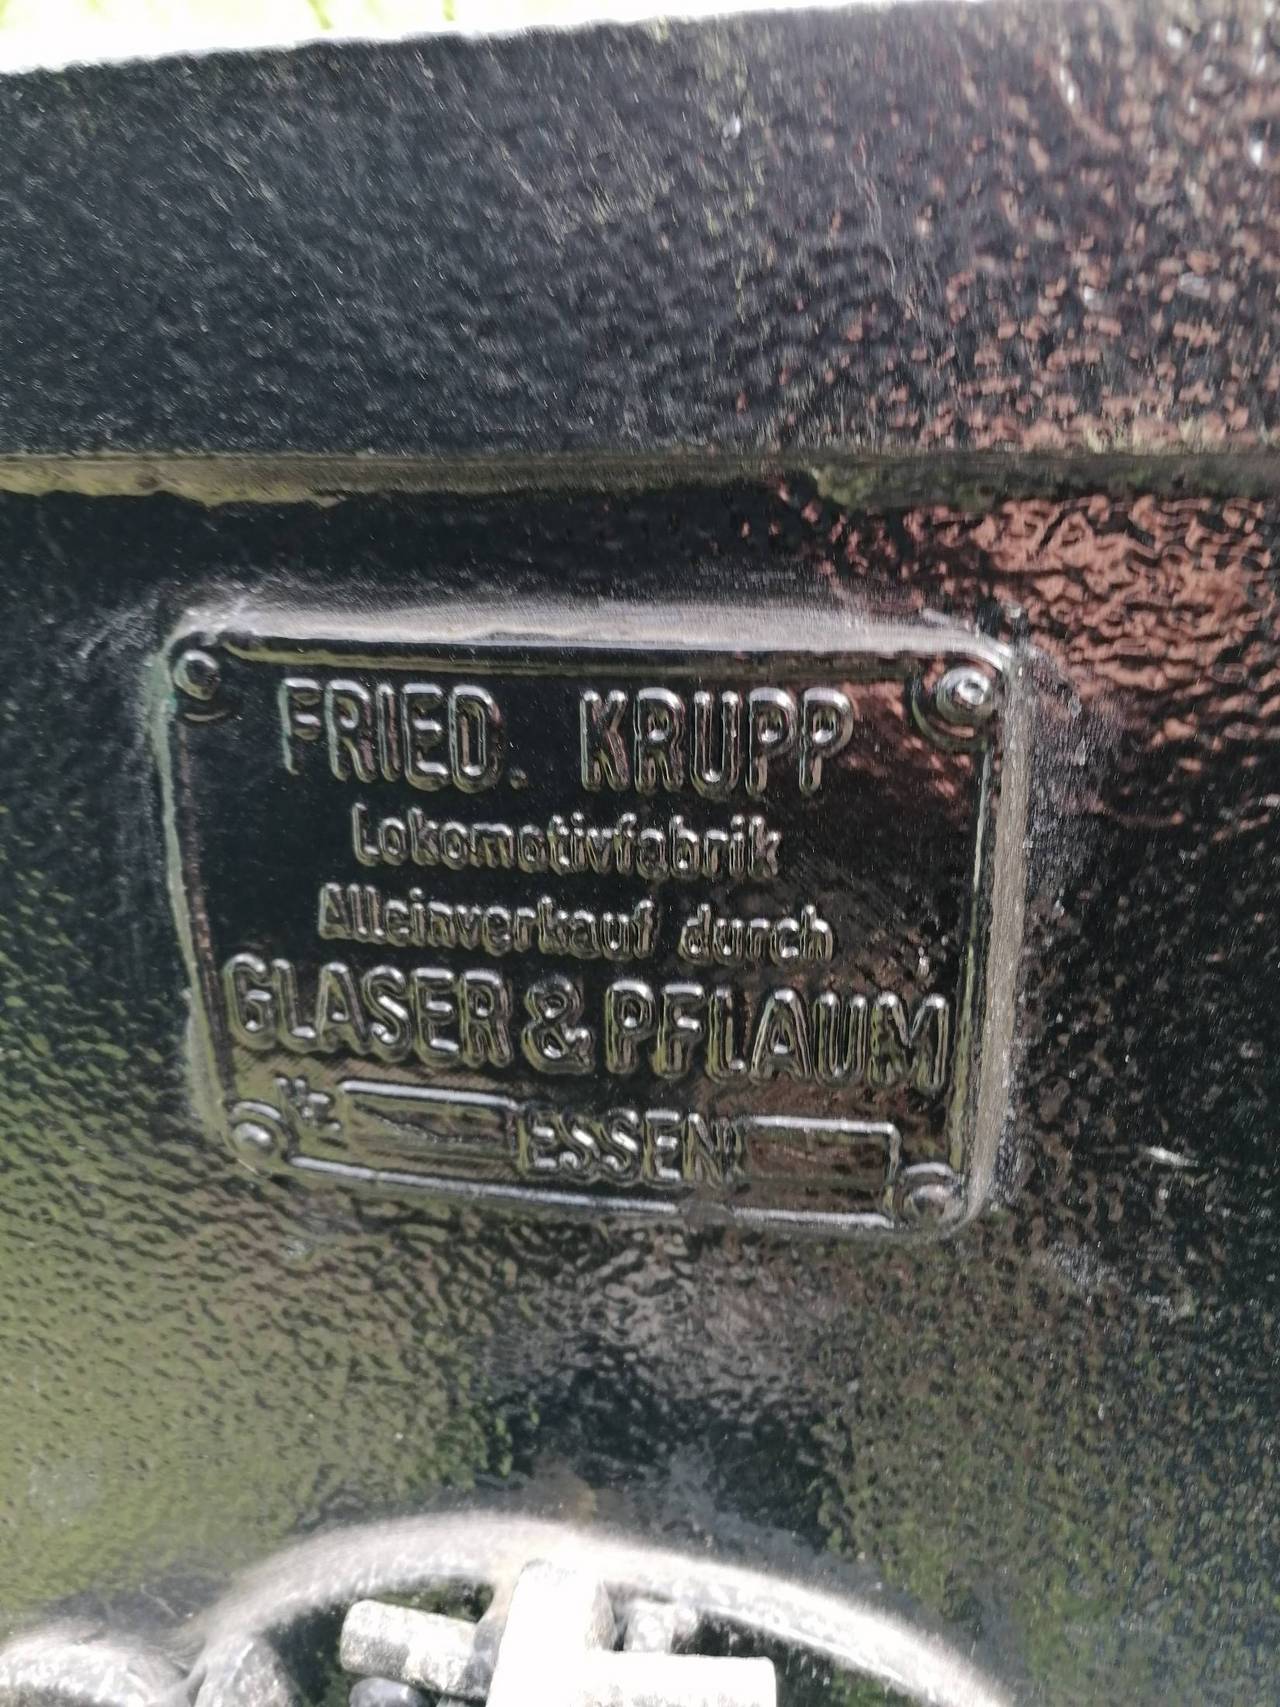 FRIED. KRUPP
Lokomotivfabrik
Alleinverkauf durch
GLASER & PFLAUM
ESSEN